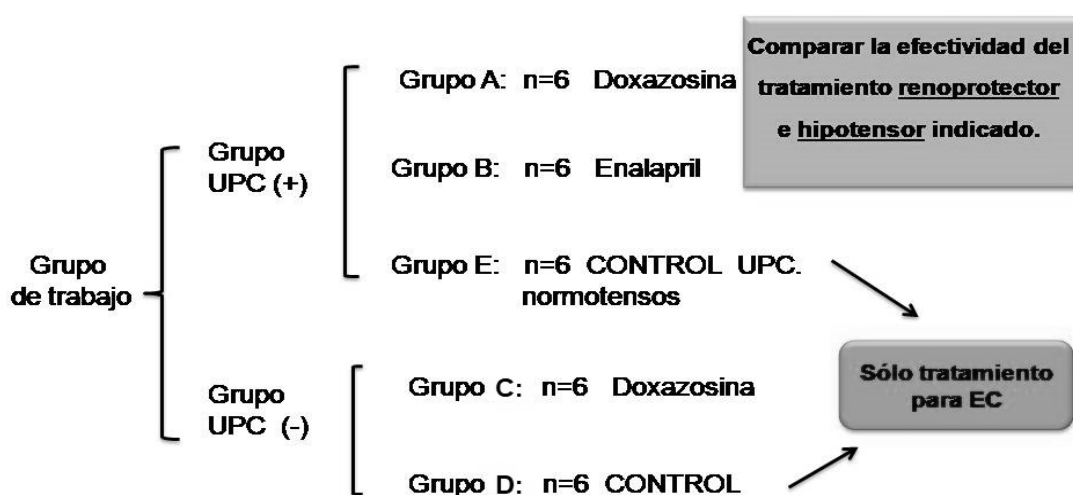 Comparar la efectividad del
tratamiento renoprotector
e hipotensor indicado.
Grupo A: n=6 Doxazosina
Grupo
UPC (+)
Grupo B: n=6 Enalapril
Grupo
de trabajo
Grupo E: n=6 CONTROL UPC.
normotensos
Sólo tratamiento
para EC
Grupo
UPC (-)
Grupo C: n=6 Doxazosina
Grupo D: n=6 CONTROL